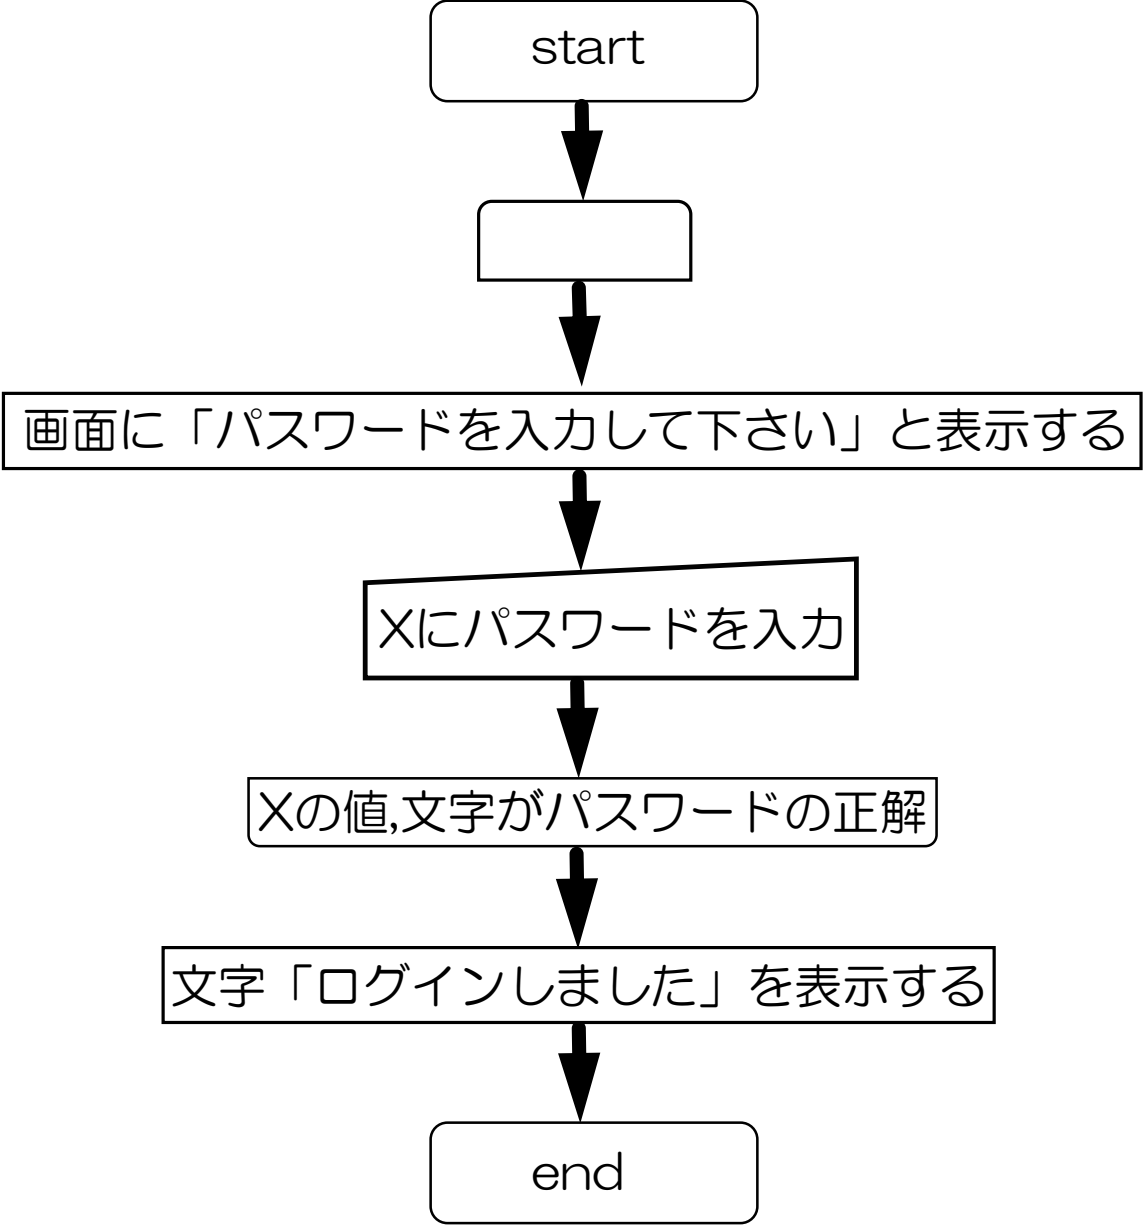 start
画面に「パスワードを入力して下さい」と表示する
Xにパスワードを入力
Xの値,文字がパスワードの正解
文字「ログインしました」を表示する
end